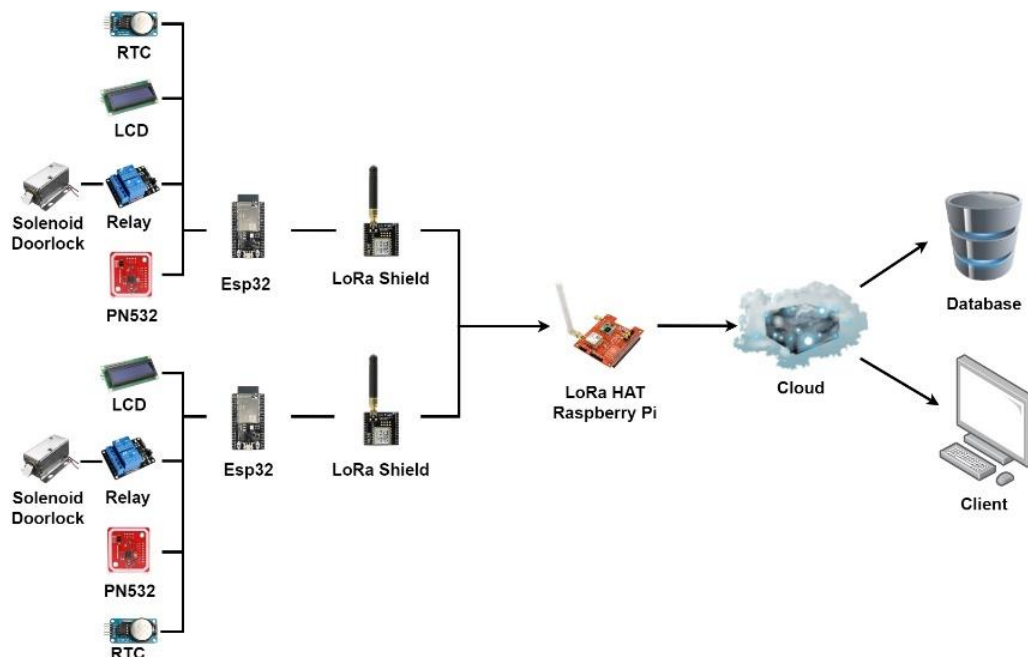 RTC
LCD
Solenoid
Doorlock
Relay
PN532
Esp32
LoRa Shield
LCD
Solenoid
Doorlock
Relay
PN532
RTC
Esp32
LoRa Shield
LoRa HAT
Raspberry Pi
Cloud
Database
Client